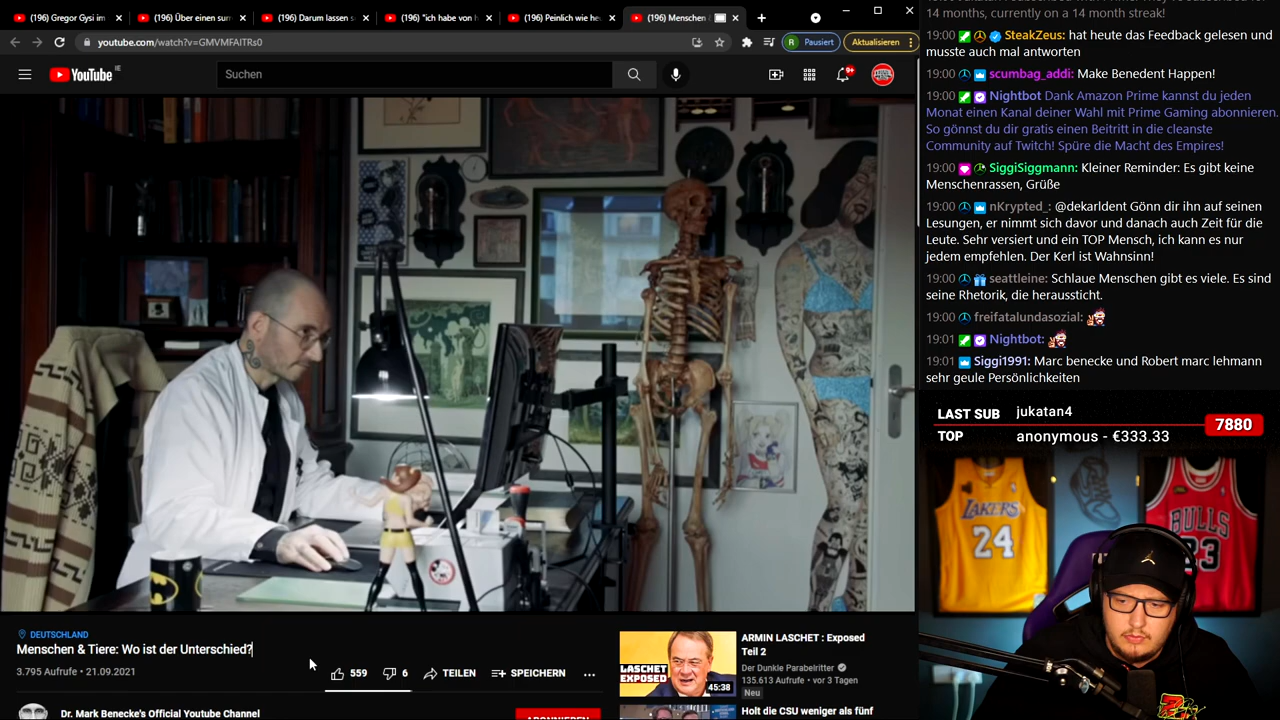 (196) Gregor Gysi im
(196) Über einen sur
(196) Darum lassen s
(196) "ich habe von h
(196) Peinlich wie he
(196) Menschen
youtube.com/watch?v=GMVMFAITRs0
R Pausiert
Aktualisieren
YouTube IE
Suchen
9+
14 months, currently on a 14 month streak!
19:00 SteakZeus: hat heute das Feedback gelesen und
musste auch mal antworten
19:00 scumbag_addi: Make Benedent Happen!
19:00 Nightbot Dank Amazon Prime kannst du jeden
Monat einen Kanal deiner Wahl mit Prime Gaming abonnieren.
So gönnst du dir gratis einen Beitritt in die cleanste
Community auf Twitch! Spüre die Macht des Empires!
19:00 SiggiSiggmann: Kleiner Reminder: Es gibt keine
Menschenrassen, Grüße
19:00 nKrypted_: @dekarldent Gönn dir ihn auf seinen
Lesungen, er nimmt sich davor und danach auch Zeit für die
Leute. Sehr versiert und ein TOP Mensch, ich kann es nur
jedem empfehlen. Der Kerl ist Wahnsinn!
19:00 seattleine: Schlaue Menschen gibt es viele. Es sind
seine Rhetorik, die heraussticht.
19:00 freifatalundasozial:
19:01 Nightbot:
19:01 Siggi1991: Marc benecke und Robert marc lehmann
sehr geule Persönlichkeiten
LAST SUB jukatan4
7880
TOP anonymous - €333.33
LAKERS
24
BULLS
23
DEUTSCHLAND
Menschen & Tiere: Wo ist der Unterschied?
3.795 Aufrufe • 21.09.2021
559
6
TEILEN
SPEICHERN
Dr. Mark Benecke's Official Youtube Channel
ABONNIEREN
LASCHET
EXPOSED
45:38
ARMIN LASCHET : Exposed
Teil 2
Der Dunkle Parabelritter
135.613 Aufrufe • vor 3 Tagen
Neu
Holt die CSU weniger als fünf